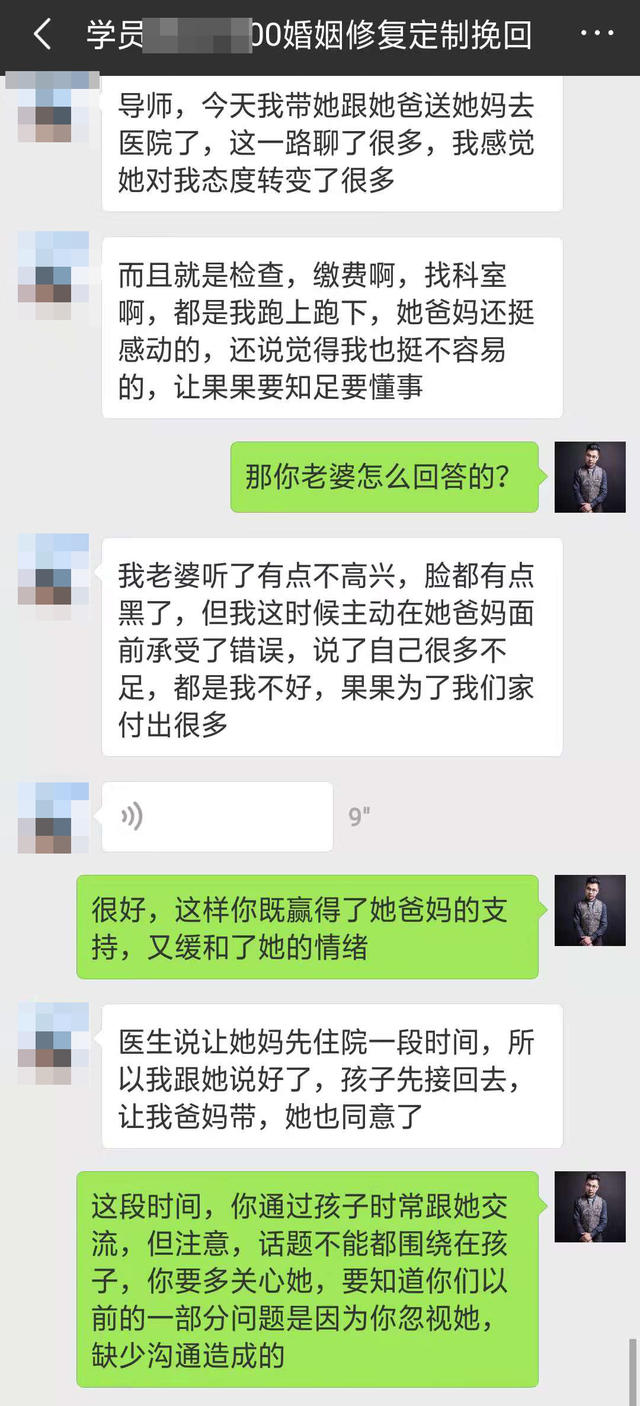 学员 00婚姻修复定制挽回
导师，今天我带她跟她爸送她妈去
医院了，这一路聊了很多，我感觉
她对我态度转变了很多
而且就是检查，缴费啊，找科室
啊，都是我跑上跑下，她爸妈还挺
感动的，还说觉得我也挺不容易
的，让果果要知足要懂事
那你老婆怎么回答的？
我老婆听了有点不高兴，脸都有点
黑了，但我这时候主动在她爸妈面
前承受了错误，说了自己很多不
足，都是我不好，果果为了我们家
付出很多
9"
很好，这样你既赢得了她爸妈的支
持，又缓和了她的情绪
医生说让她妈先住院一段时间，所
以我跟她说好了，孩子先接回去，
让我爸妈带，她也同意了
这段时间，你通过孩子时常跟她交
流，但注意，话题不能都围绕在孩
子，你要多关心她，要知道你们以
前的一部分问题是因为你忽视她，
缺少沟通造成的